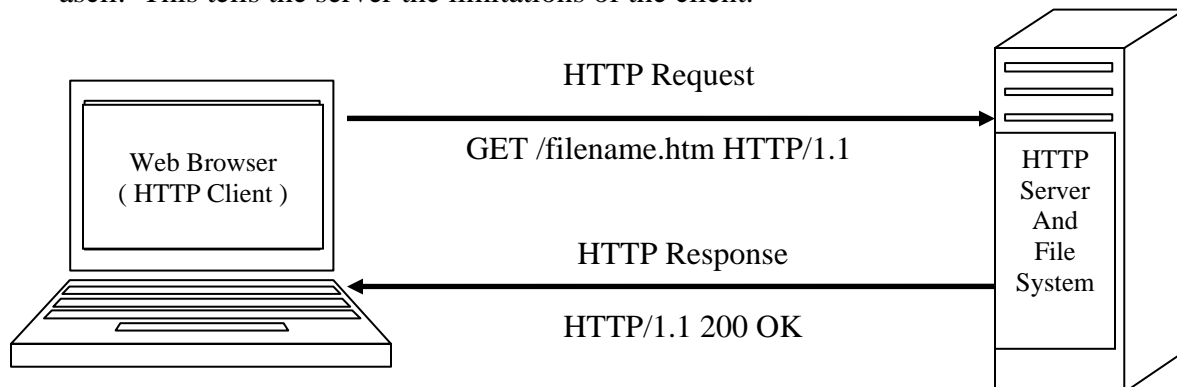 This tells the server the limitations of the client.
HTTP Request
GET /filename.htm HTTP/1.1
Web Browser
( HTTP Client )
HTTP
Server
And
File
System
HTTP Response
HTTP/1.1 200 OK